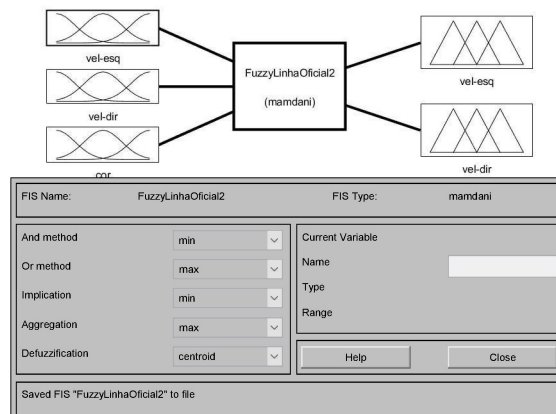 vel-esq
vel-dir
cor
FuzzyLinhaOficial2
(mamdani)
vel-esq
vel-dir
FIS Name: FuzzyLinhaOficial2 FIS Type: mamdani
And method min
Or method max
Implication min
Aggregation max
Defuzzification centroid
Current Variable
Name
Type
Range
Help Close
Saved FIS "FuzzyLinhaOficial2" to file